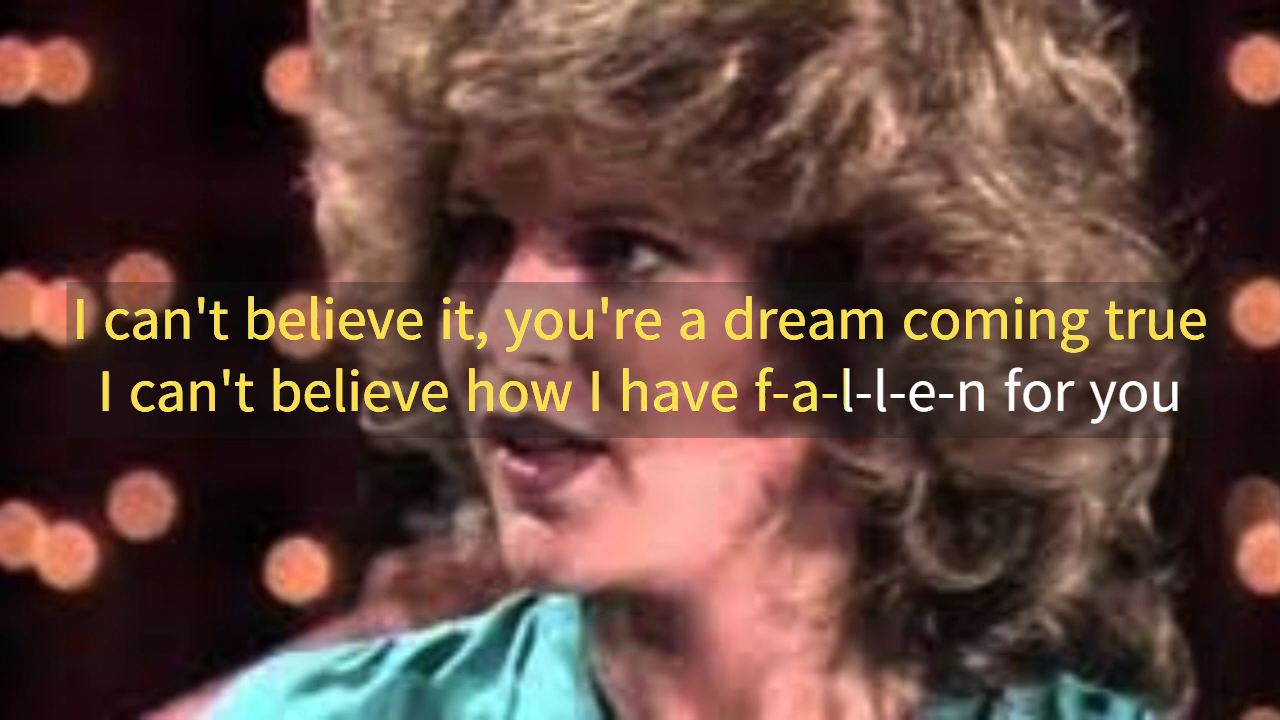 I can't believe it, you're a dream coming true
I can't believe how I have f-a-l-l-e-n for you